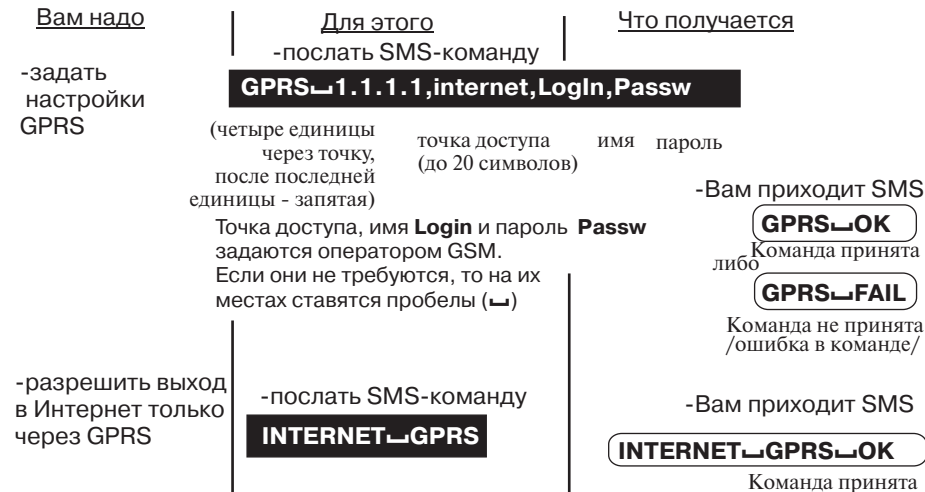 Вам надо
Для этого
Что получается
-послать SMS-команду
-задать
настройки
GPRS
GPRS⌴1.1.1.1,internet,LogIn,Passw
(четыре единицы
через точку,
после последней
единицы - запятая)
точка доступа
(до 20 символов)
имя
пароль
Точка доступа, имя Login и пароль Passw
задаются оператором GSM.
Если они не требуются, то на их
местах ставятся пробелы (⌴)
-Вам приходит SMS
GPRS⌴OK
Команда принята
либо
GPRS⌴FAIL
Команда не принята
/ошибка в команде/
-разрешить выход
в Интернет только
через GPRS
-послать SMS-команду
INTERNET⌴GPRS
-Вам приходит SMS
INTERNET⌴GPRS⌴OK
Команда принята